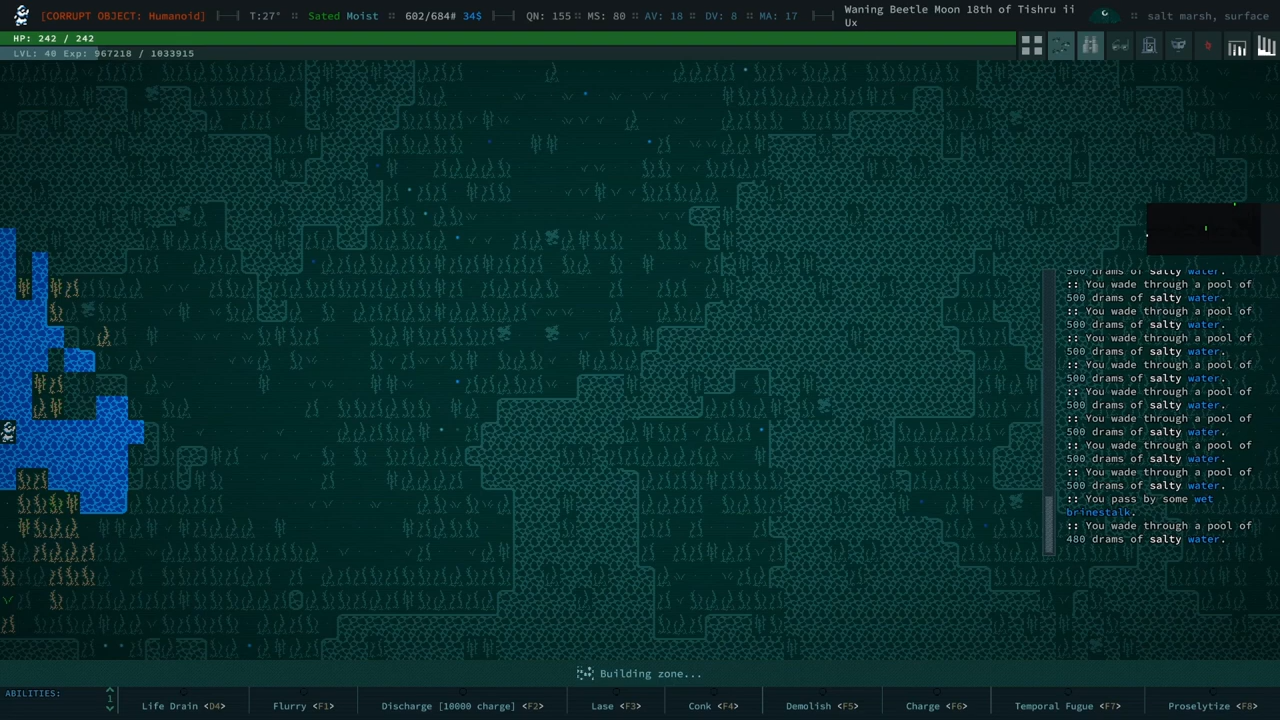 [CORRUPT OBJECT: Humanoid] T:27° Sated Moist 602/684# 34$ QN: 155 MS: 80 AV: 18 DV: 8 MA: 17 Waning Beetle Moon 18th of Tishru ii Ux salt marsh, surface
HP: 242 / 242
LVL: 40 Exp: 967218 / 1033915
500 drams of salty water.
:: You wade through a pool of
500 drams of salty water.
:: You wade through a pool of
500 drams of salty water.
:: You wade through a pool of
500 drams of salty water.
:: You wade through a pool of
500 drams of salty water.
:: You wade through a pool of
500 drams of salty water.
:: You wade through a pool of
500 drams of salty water.
:: You wade through a pool of
500 drams of salty water.
:: You wade through a pool of
500 drams of salty water.
:: You pass by some wet
brinestalk.
:: You wade through a pool of
480 drams of salty water.
Building zone...
ABILITIES: 1 Life Drain <D4> Flurry <F1> Discharge [10000 charge] <F2> Lase <F3> Conk <F4> Demolish <F5> Charge <F6> Temporal Fugue <F7> Proselytize <F8>